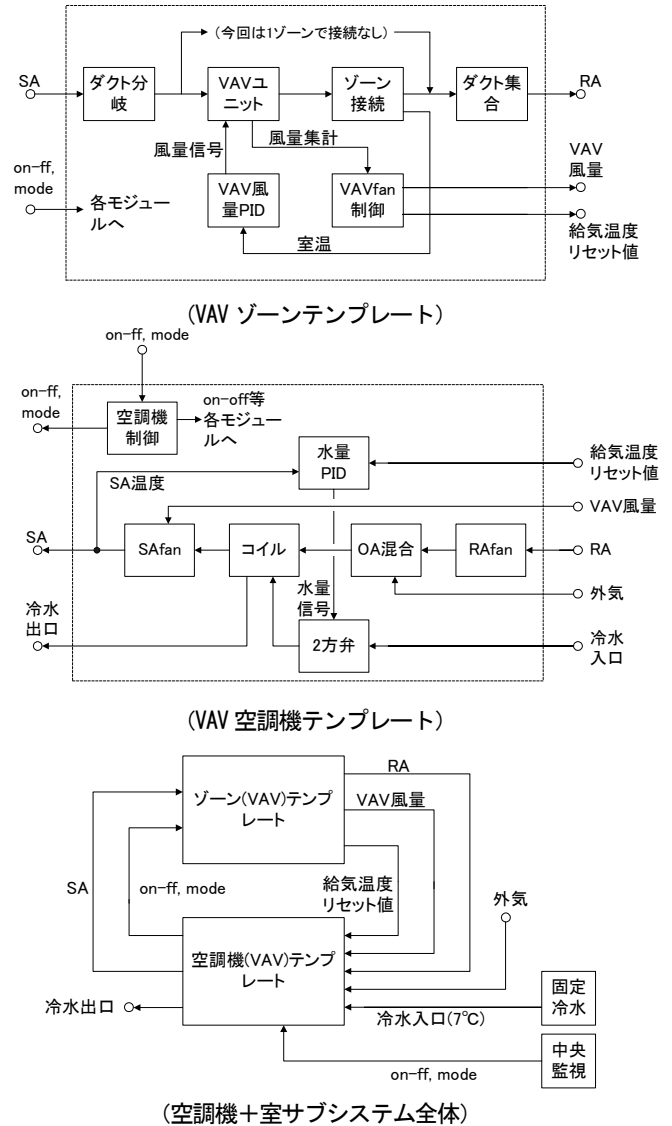 (今回は1ゾーンで接続なし)
SA
ダクト分
岐
VAVユ
ニット
ゾーン
接続
ダクト集
合
RA
風量信号
風量集計
on-ff,
mode
各モジュー
ルへ
VAV風
量PID
VAVfan
制御
VAV
風量
室温
給気温度
リセット値
(VAV ゾーンテンプレート)
on-ff, mode
on-ff,
mode
空調機
制御
on-off等
各モジュー
ルへ
水量
PID
給気温度
リセット値
SA温度
VAV風量
SA
SAfan
コイル
OA混合
RAfan
RA
冷水
出口
水量
信号
外気
2方弁
冷水
入口
(VAV 空調機テンプレート)
RA
ゾーン(VAV)テンプ
レート
VAV風量
SA
on-ff, mode
給気温度
リセット値
外気
空調機(VAV)テンプ
レート
冷水出口
冷水入口(7℃)
固定
冷水
on-ff, mode
中央
監視
(空調機+室サブシステム全体)